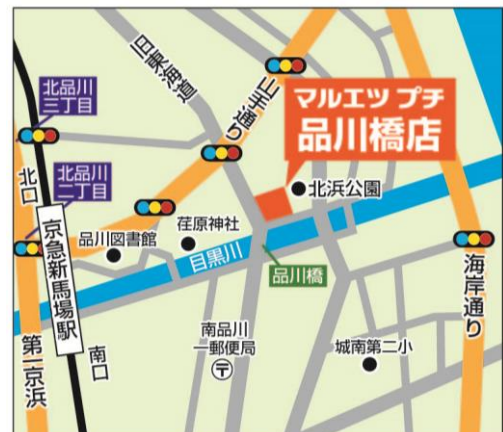 旧東海道
山手通り
マルエツ プチ
品川橋店
北品川
三丁目
北品川
二丁目
北口
京急新馬場駅
南口
第一京浜
品川図書館
荏原神社
北浜公園
目黒川
品川橋
海岸通り
南品川
一郵便局
〒
城南第二小